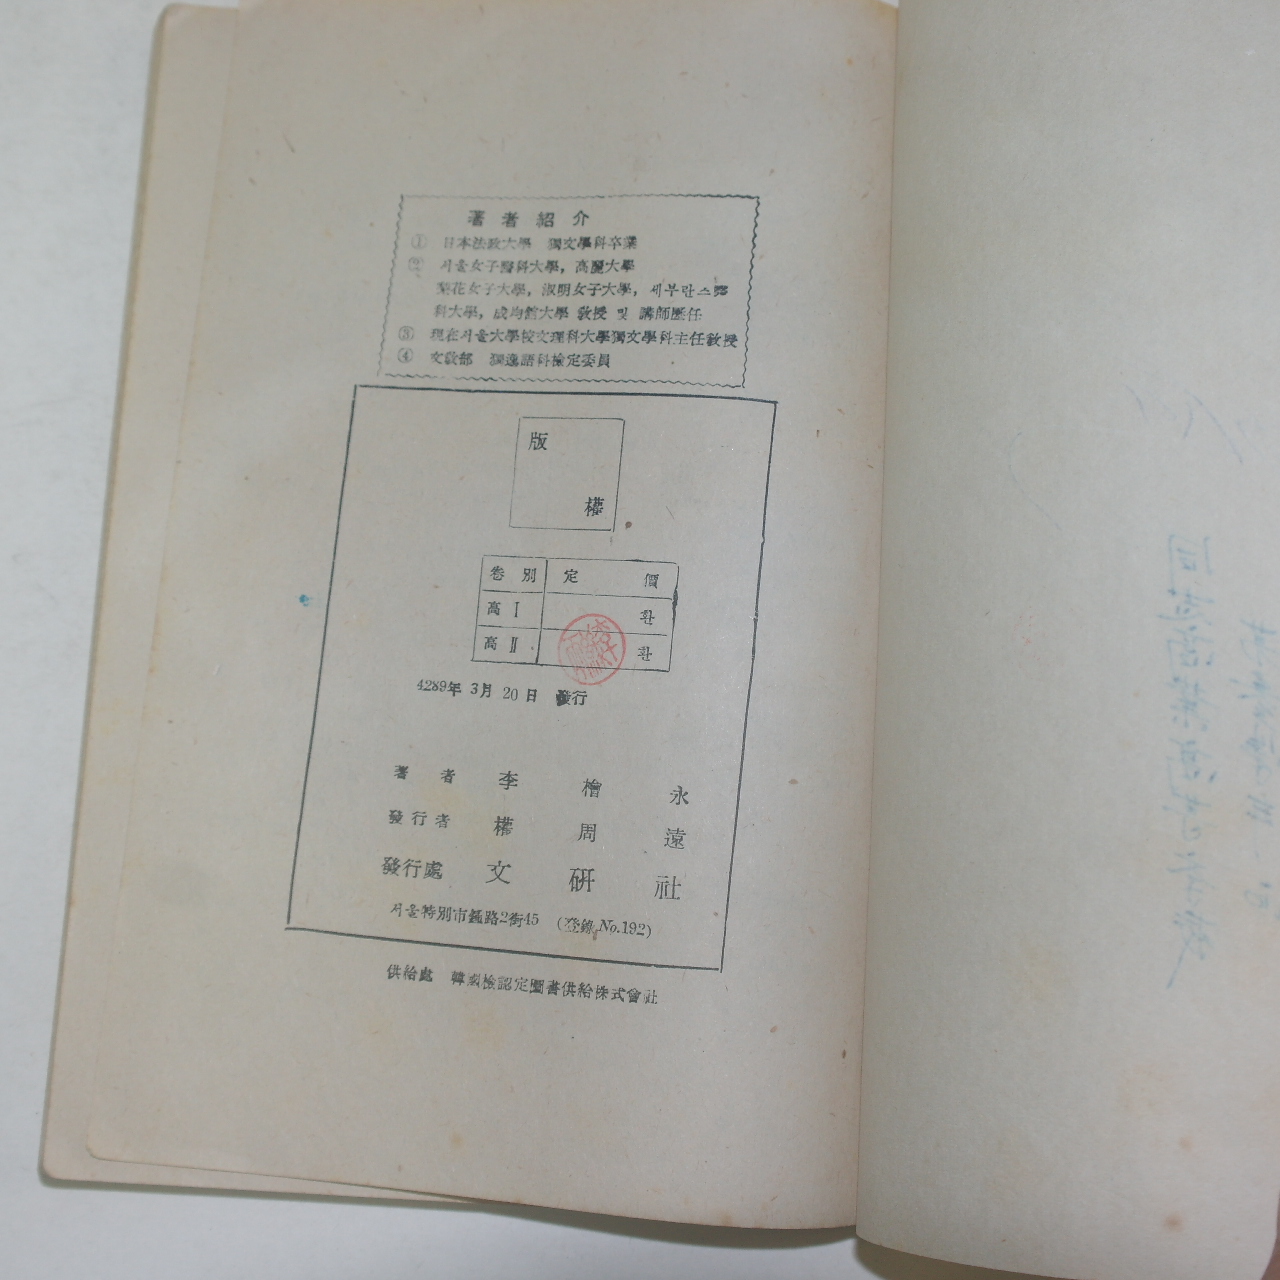 著者紹介
① 日本法政大學 獨文學科卒業
② 서울女子醫科大學, 高麗大學
梨花女子大學, 淑明女子大學, 세부란스醫
科大學, 成均館大學 敎授 및 講師歷任
③ 現在서울大學校文理科大學獨文學科主任敎授
④ 文敎部 獨逸語科檢定委員
版
權
卷別 定價
高 Ⅰ 환
高 Ⅱ 환
4289年 3月 20日 發行
著者 李檜永
發行者 權周遠
發行處 文硏社
서울特別市鍾路2街45 (登錄 No.192)
供給處 韓國檢認定圖書供給株式會社